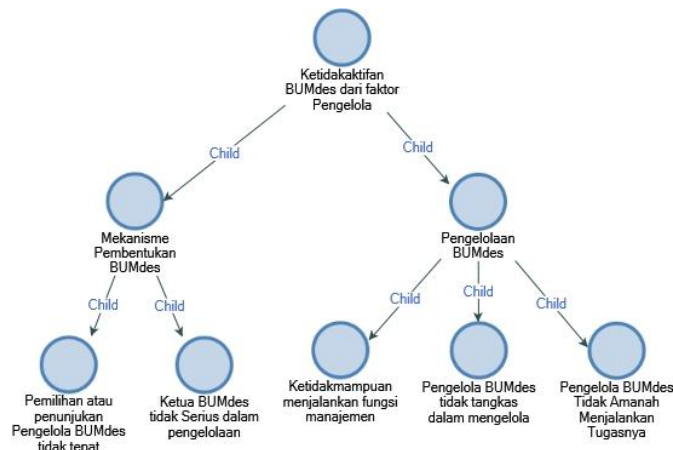 Ketidakaktifan
BUMdes dari faktor
Pengelola
Child
Child
Mekanisme
Pembentukan
BUMdes
Pengelolaan
BUMdes
Child
Child
Child
Child
Child
Pemilihan atau
penunjukan
Pengelola BUMdes
tidak tepat
Ketua BUMdes
tidak Serius dalam
pengelolaan
Ketidakmampuan
menjalankan fungsi
manajemen
Pengelola BUMdes
tidak tangkas
dalam mengelola
Pengelola BUMdes
Tidak Amanah
Menjalankan
Tugasnya